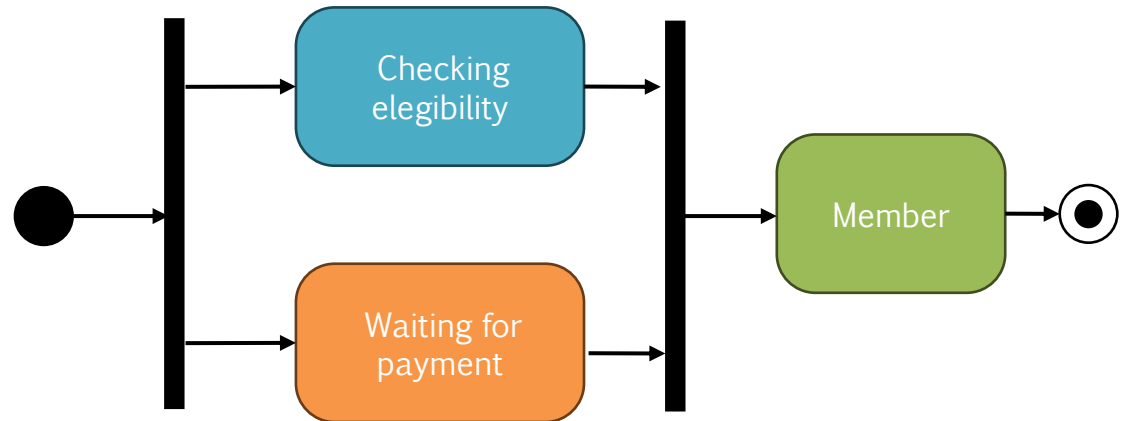 Checking
elegibility
Member
Waiting for
payment